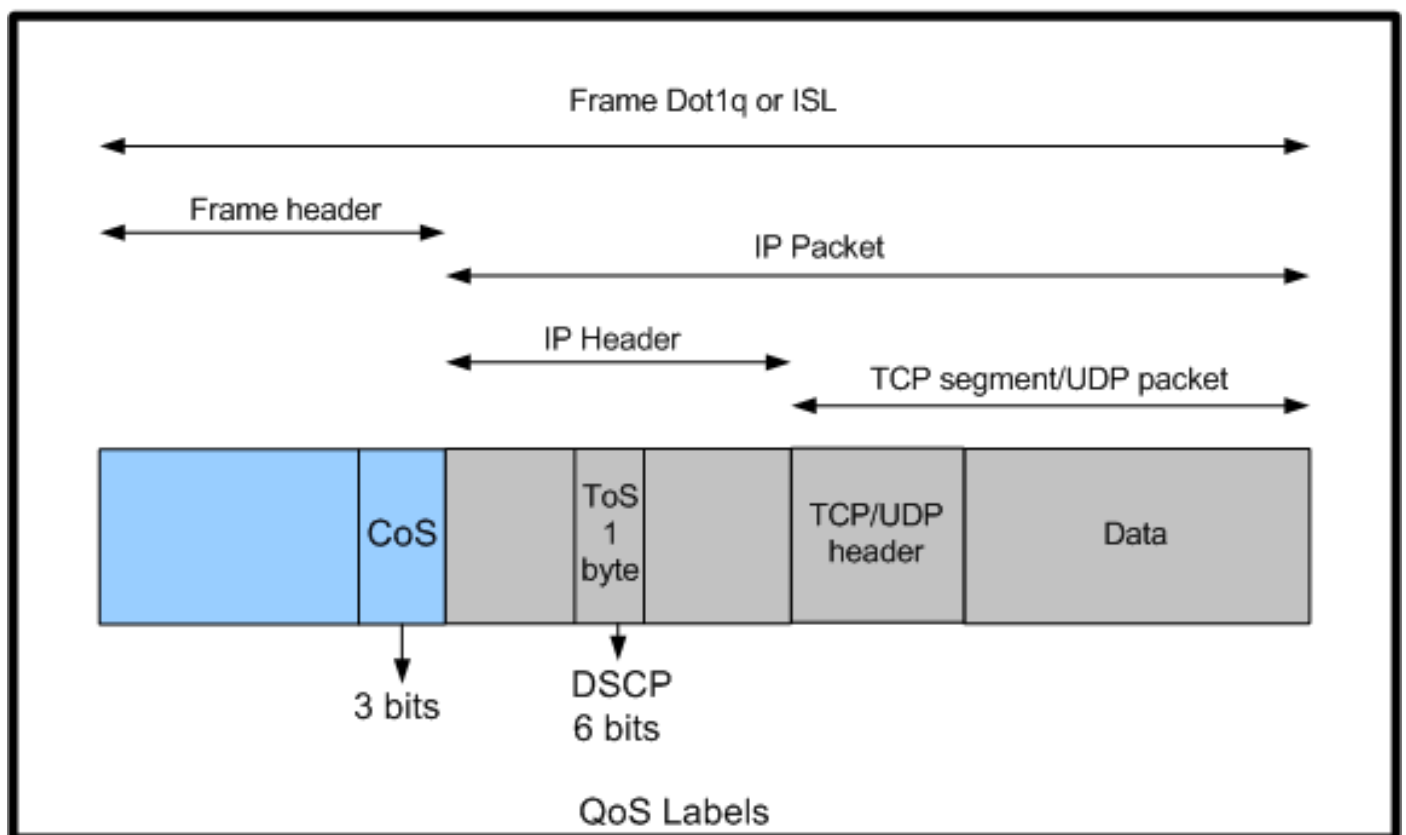 Frame Dot1q or ISL
Frame header
IP Packet
IP Header
TCP segment/UDP packet
CoS
ToS
1
byte
TCP/UDP
header
Data
3 bits
DSCP
6 bits
QoS Labels